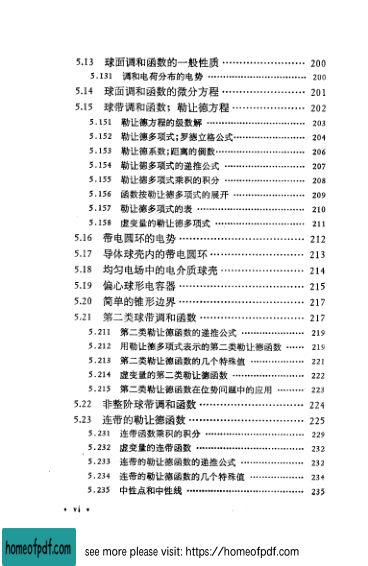 5.13 球面调和函数的一般性质 ………………… 200
5.131 调和电荷分布的电势 ………………… 200
5.14 球面调和函数的微分方程 ………………… 201
5.15 球带调和函数；勒让德方程 ………………… 202
5.151 勒让德方程的级数解 ………………… 203
5.152 勒让德多项式；罗德立格公式 ………………… 204
5.153 勒让德系数；距离的倒数 ………………… 206
5.154 勒让德多项式的递推公式 ………………… 207
5.155 勒让德多项式乘积的积分 ………………… 208
5.156 函数按勒让德多项式的展开 ………………… 209
5.157 勒让德多项式的表 ………………… 210
5.158 虚变量的勒让德多项式 ………………… 211
5.16 带电圆环的电势 ………………… 212
5.17 导体球壳内的带电圆环 ………………… 213
5.18 均匀电场中的电介质球壳 ………………… 214
5.19 偏心球形电容器 ………………… 215
5.20 简单的锥形边界 ………………… 217
5.21 第二类球带调和函数 ………………… 217
5.211 第二类勒让德函数的递推公式 ………………… 219
5.212 用勒让德多项式表示的第二类勒让德函数 …… 219
5.213 第二类勒让德函数的几个特殊值 ………………… 221
5.214 虚变量的第二类勒让德函数 ………………… 222
5.215 第二类勒让德函数在位势问题中的应用 ……… 223
5.22 非整阶球带调和函数 ………………… 224
5.23 连带的勒让德函数 ………………… 225
5.231 连带函数乘积的积分 ………………… 229
5.232 虚变量的连带函数 ………………… 232
5.233 连带的勒让德函数的递推公式 ………………… 232
5.234 连带的勒让德函数的几个特殊值 ………………… 234
5.235 中性点和中性线 ………………… 235
• vi •
homeofpdf.com
see more please visit: https://homeofpdf.com